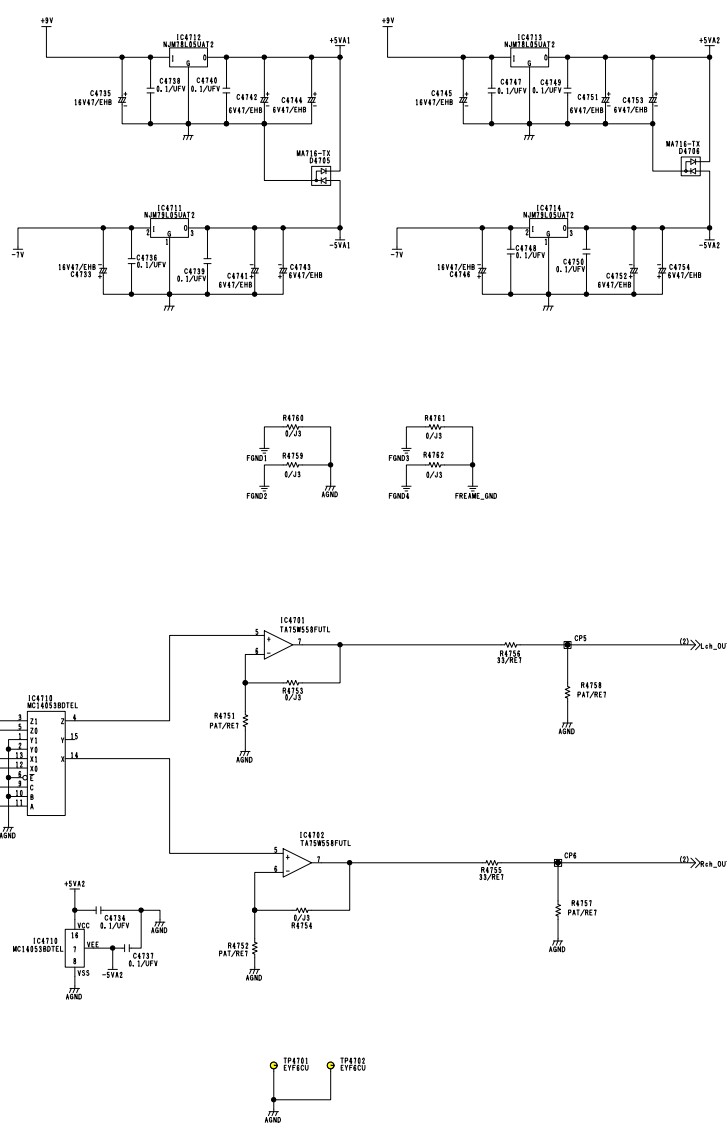 +9V
IC4712
NJM78L05UAT2
I
O
G
+5VA1
C4735
16V47/EHB
C4738
0.1/UFV
C4740
0.1/UFV
C4742
6V47/EHB
C4744
6V47/EHB
MA716-TX
D4705
+9V
IC4713
NJM78L05UAT2
I
O
G
+5VA2
C4745
16V47/EHB
C4747
0.1/UFV
C4749
0.1/UFV
C4751
6V47/EHB
C4753
6V47/EHB
MA716-TX
D4706
-7V
IC4711
NJM79L05UAT2
2
I
O
3
G
1
-5VA1
16V47/EHB
C4733
C4736
0.1/UFV
C4739
0.1/UFV
C4741
6V47/EHB
C4743
6V47/EHB
-7V
IC4714
NJM79L05UAT2
2
I
O
3
G
1
-5VA2
16V47/EHB
C4746
C4748
0.1/UFV
C4750
0.1/UFV
C4752
6V47/EHB
C4754
6V47/EHB
R4760
0/J3
FGND1
R4759
0/J3
FGND2
AGND
R4761
0/J3
FGND3
R4762
0/J3
FGND4
FREAME_GND
IC4701
TA75W558FUTL
5
+
6
-
7
R4753
0/J3
R4751
PAT/RE7
AGND
R4756
33/RE7
CP5
R4758
PAT/RE7
AGND
(2)
Lch_OU
IC4710
MC14053BDTEL
3 Z1
5 Z0
1 Y1
2 Y0
13 X1
12 X0
6 E
9 C
10 B
11 A
Z 4
Y 15
X 14
AGND
IC4702
TA75W558FUTL
5
+
6
-
7
0/J3
R4754
R4752
PAT/RE7
AGND
R4755
33/RE7
CP6
R4757
PAT/RE7
AGND
(2)
Rch_OU
+5VA2
C4734
0.1/UFV
AGND
IC4710
MC14053BDTEL
VCC
16
7
VEE
8
VSS
C4737
0.1/UFV
-5VA2
AGND
TP4701
EYF6CU
TP4702
EYF6CU
AGND